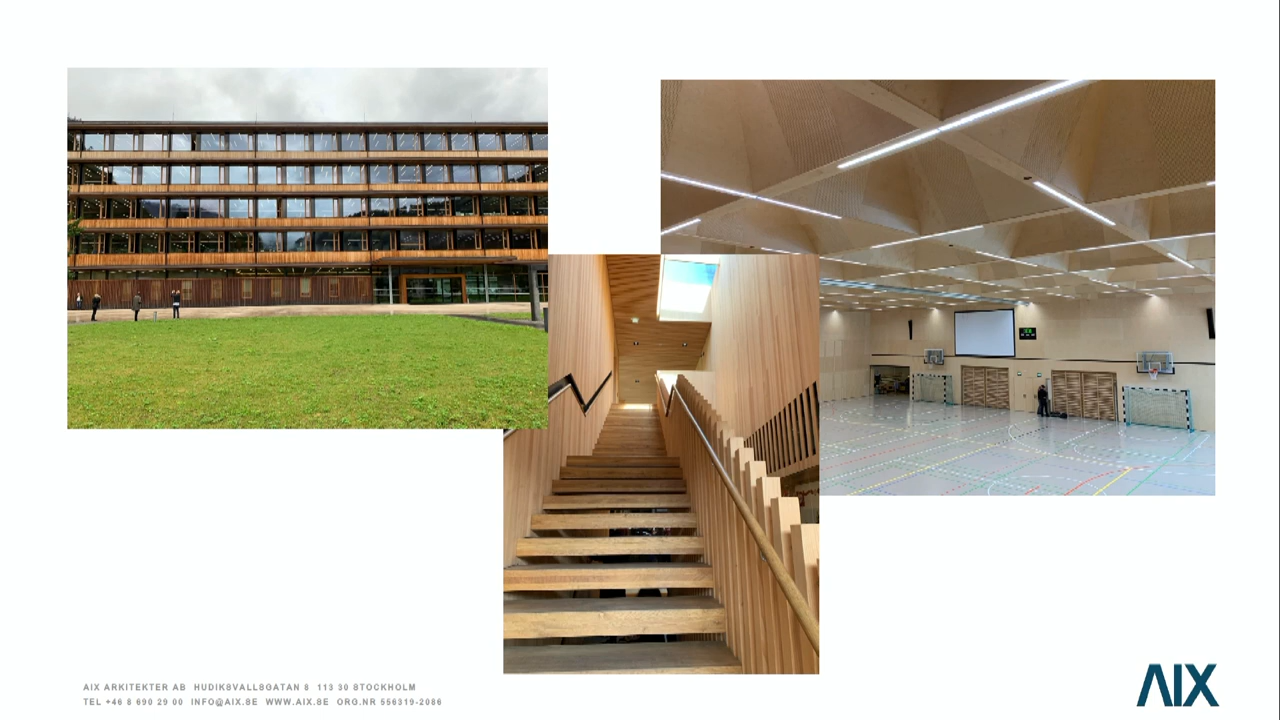 AIX ARKITEKTER AB HUDIKSVALLSGATAN 8 113 30 STOCKHOLM
TEL +46 8 690 29 00 INFO@AIX.SE WWW.AIX.SE ORG.NR 556319-2086
AIX